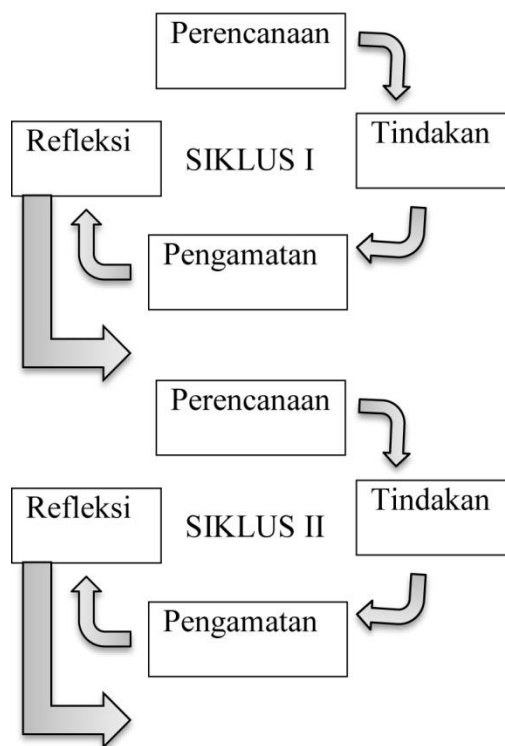 Perencanaan
Tindakan
Refleksi
SIKLUS I
Pengamatan
Perencanaan
Tindakan
Refleksi
SIKLUS II
Pengamatan